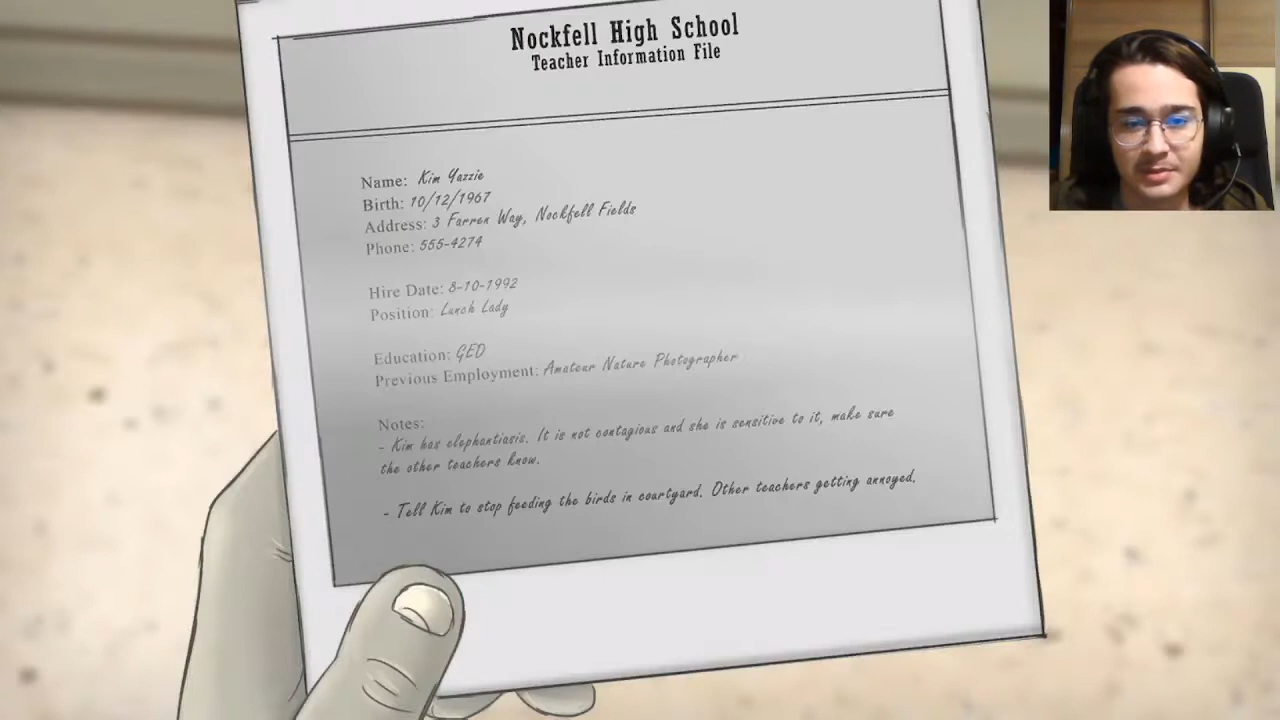 Nockfell High School
Teacher Information File
Name: Kim Yazzie
Birth: 10/12/1967
Address: 3 Farren Way, Nockfell Fields
Phone: 555-4274
Hire Date: 8-10-1992
Position: Lunch Lady
Education: GED
Previous Employment: Amateur Nature Photographer
Notes:
- Kim has elephantiasis. It is not contagious and she is sensitive to it, make sure
the other teachers know.
- Tell Kim to stop feeding the birds in courtyard. Other teachers getting annoyed.